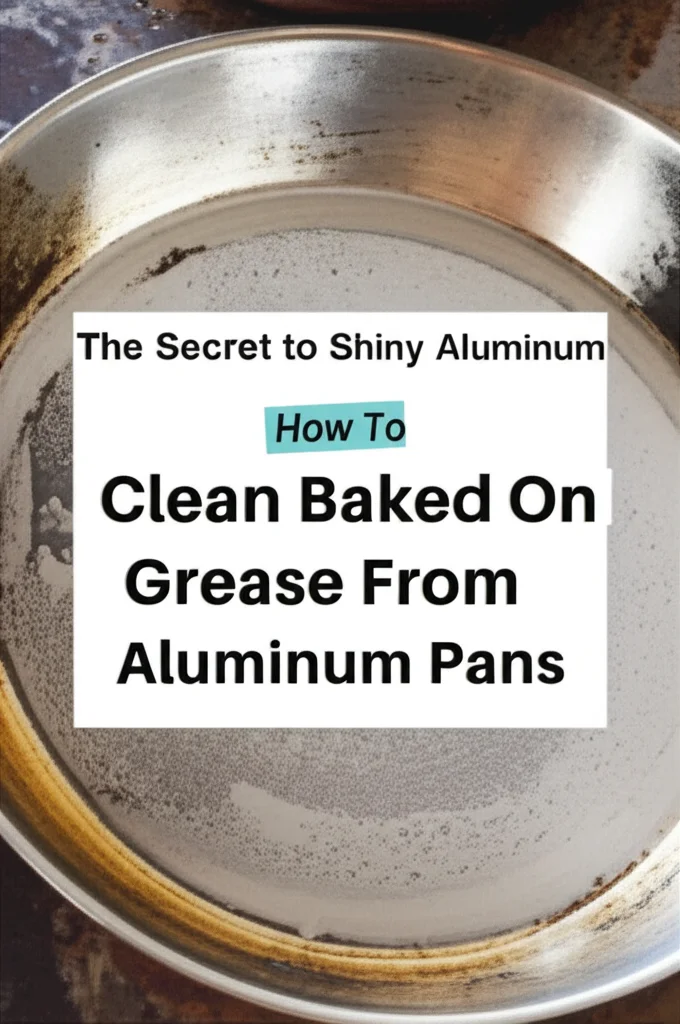 The Secret to Shiny Aluminum
How To
Clean Baked On
Grease From
Aluminum Pans